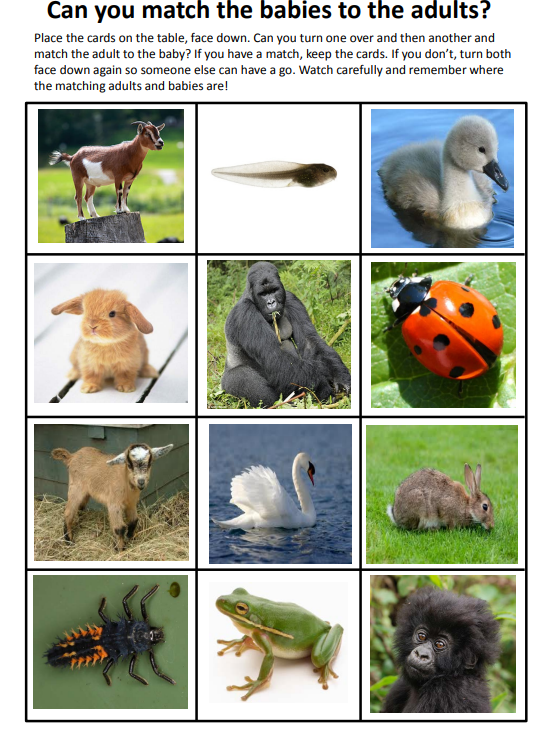 Can you match the babies to the adults?
Place the cards on the table, face down. Can you turn one over and then another and
match the adult to the baby? If you have a match, keep the cards. If you don't, turn both
face down again so someone else can have a go. Watch carefully and remember where
the matching adults and babies are!